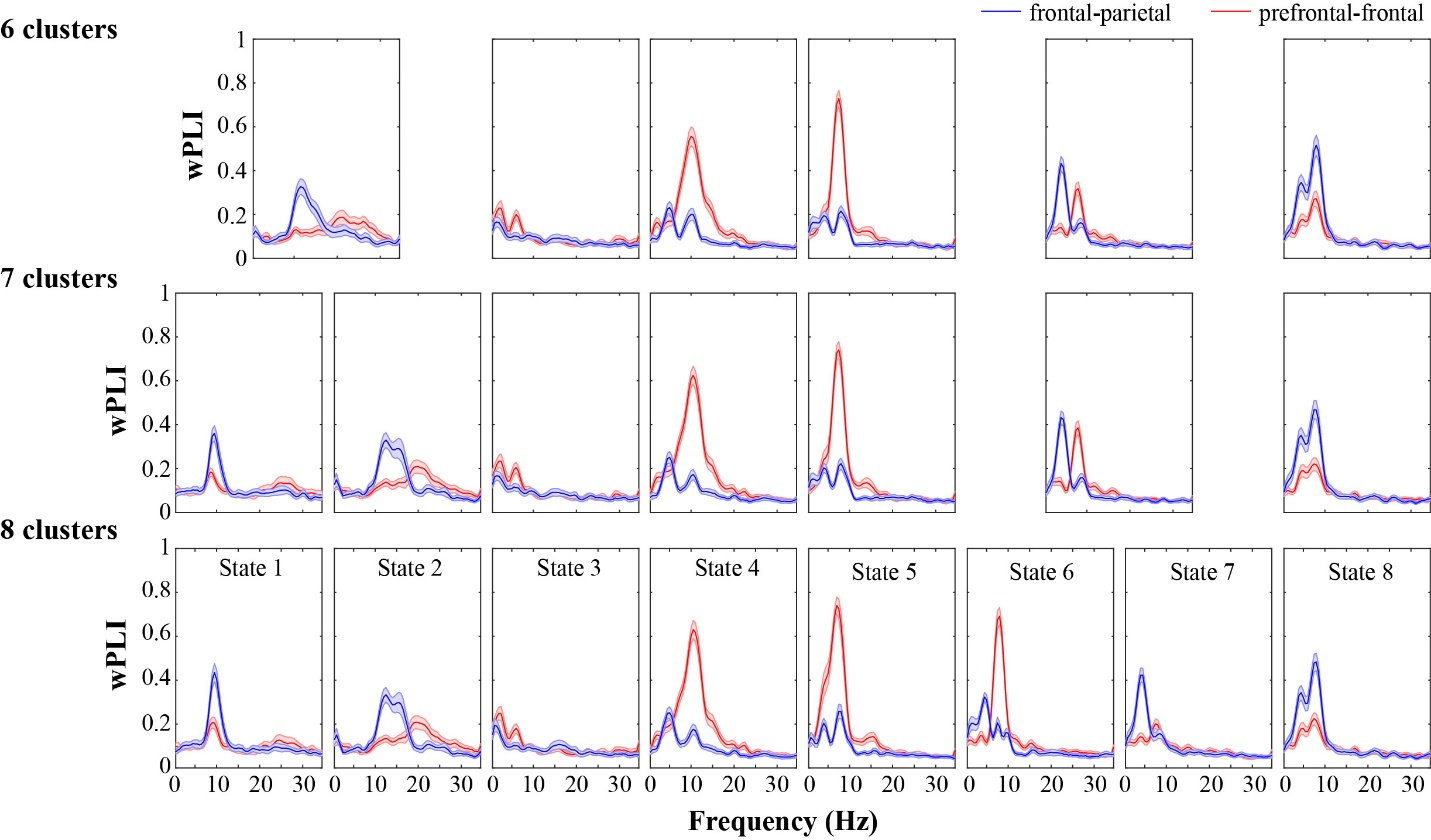 frontal-parietal prefrontal-frontal
6 clusters
wPLI
1
0.8
0.6
0.4
0.2
0
7 clusters
wPLI
1
0.8
0.6
0.4
0.2
0
8 clusters
wPLI
1
0.8
0.6
0.4
0.2
0
State 1 State 2 State 3 State 4 State 5 State 6 State 7 State 8
0 10 20 30 0 10 20 30 0 10 20 30 0 10 20 30 0 10 20 30 0 10 20 30 0 10 20 30 0 10 20 30
Frequency (Hz)